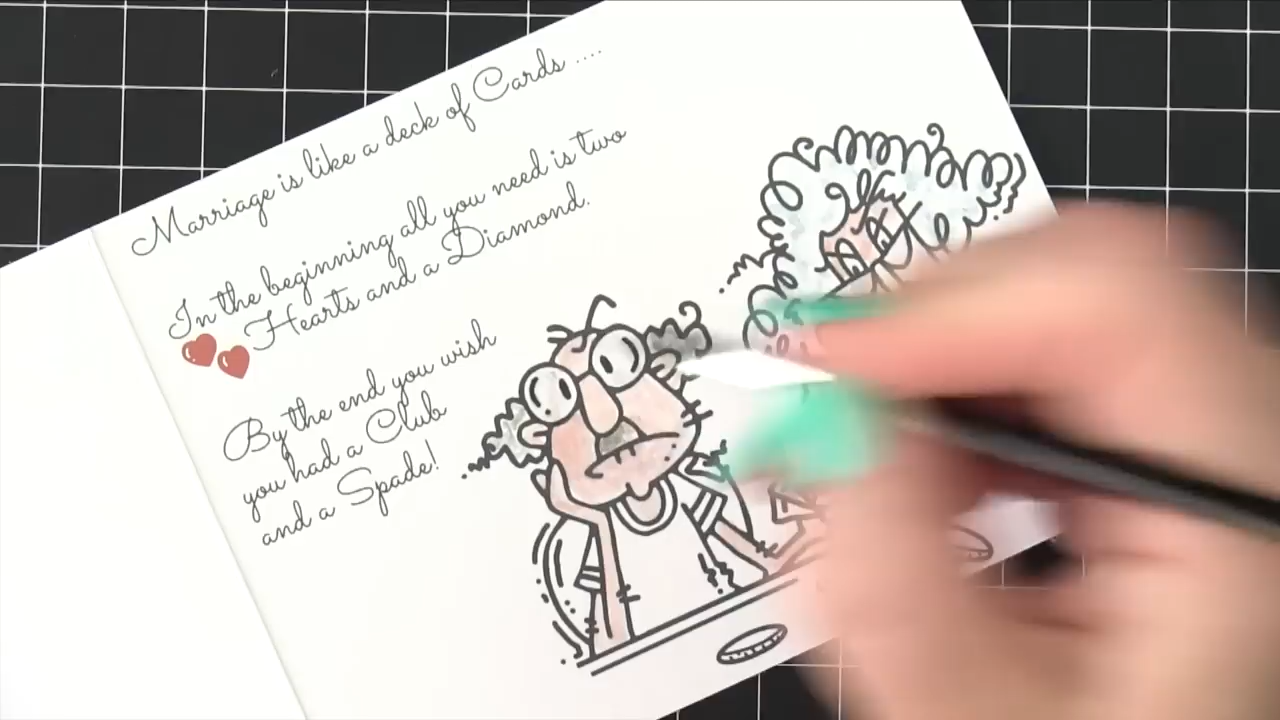 Marriage is like a deck of Cards ....
In the beginning all you need is two
Hearts and a Diamond.
By the end you wish
you had a Club
and a Spade!